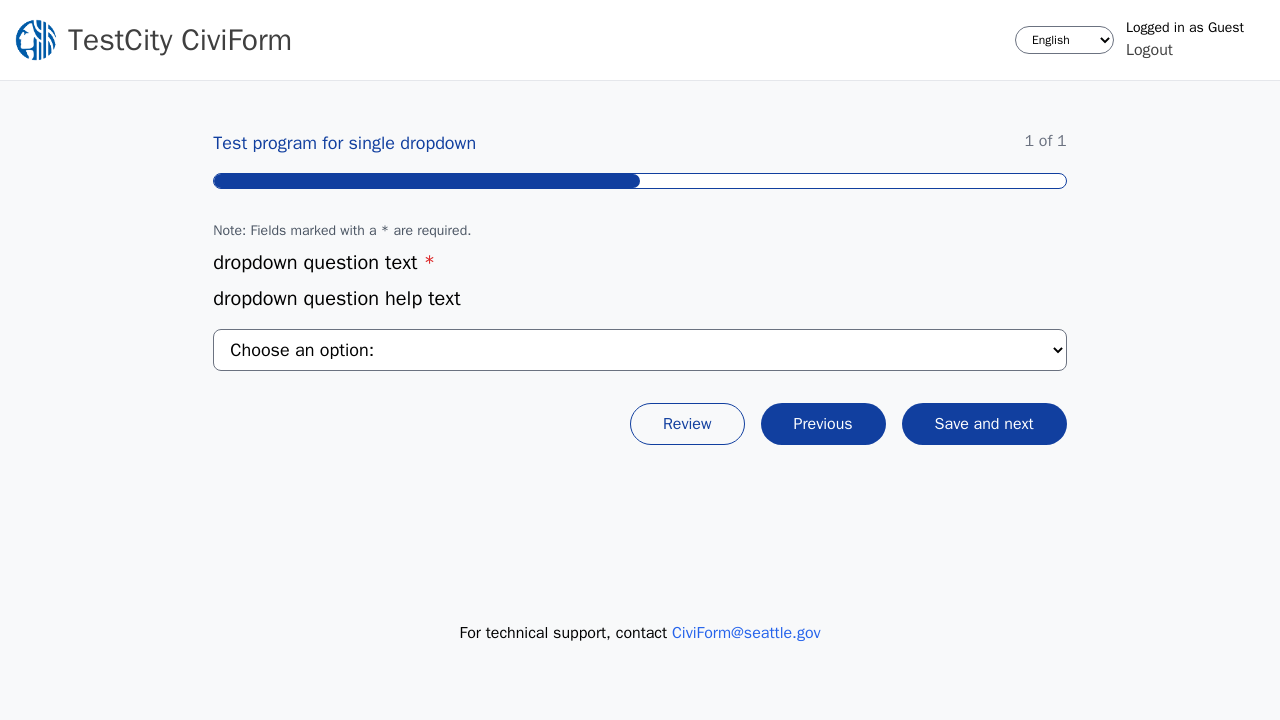 TestCity CiviForm
English
Logged in as Guest
Logout
Test program for single dropdown
1 of 1
Note: Fields marked with a * are required.
dropdown question text *
dropdown question help text
Choose an option:
Review
Previous
Save and next
For technical support, contact CiviForm@seattle.gov